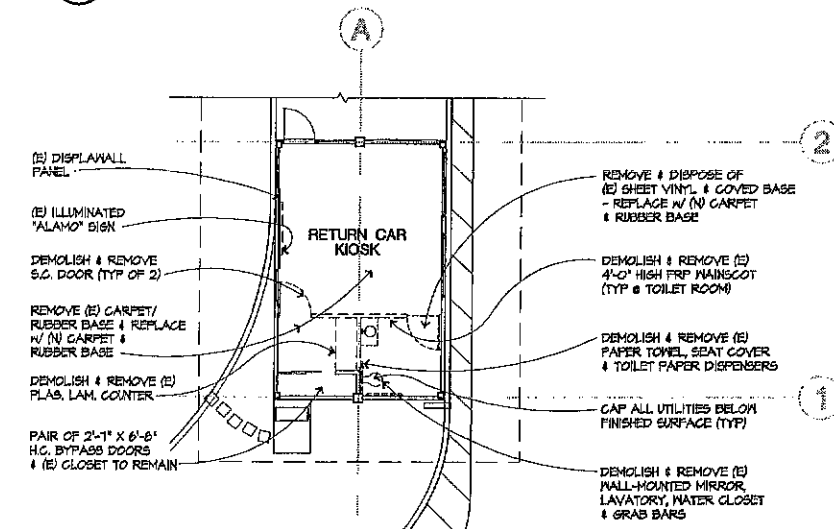 A
2
(E) DISPLAWALL
PANEL
(E) ILLUMINATED
"ALAMO" SIGN
DEMOLISH & REMOVE
S.C. DOOR (TYP OF 2)
REMOVE (E) CARPET/
RUBBER BASE & REPLACE
W/ (N) CARPET &
RUBBER BASE
DEMOLISH & REMOVE (E)
PLAS. LAM. COUNTER
PAIR OF 2'-1" X 6'-8"
H.C. BYPASS DOORS
& (E) CLOSET TO REMAIN
RETURN CAR
KIOSK
REMOVE & DISPOSE OF
(E) SHEET VINYL & COVED BASE
- REPLACE W/ (N) CARPET
& RUBBER BASE
DEMOLISH & REMOVE (E)
4'-0" HIGH FRP WAINSCOT
(TYP @ TOILET ROOM)
DEMOLISH & REMOVE (E)
PAPER TOWEL, SEAT COVER
& TOILET PAPER DISPENSERS
CAP ALL UTILITIES BELOW
FINISHED SURFACE (TYP)
1
DEMOLISH & REMOVE (E)
WALL-MOUNTED MIRROR,
LAVATORY, WATER CLOSET
& GRAB BARS